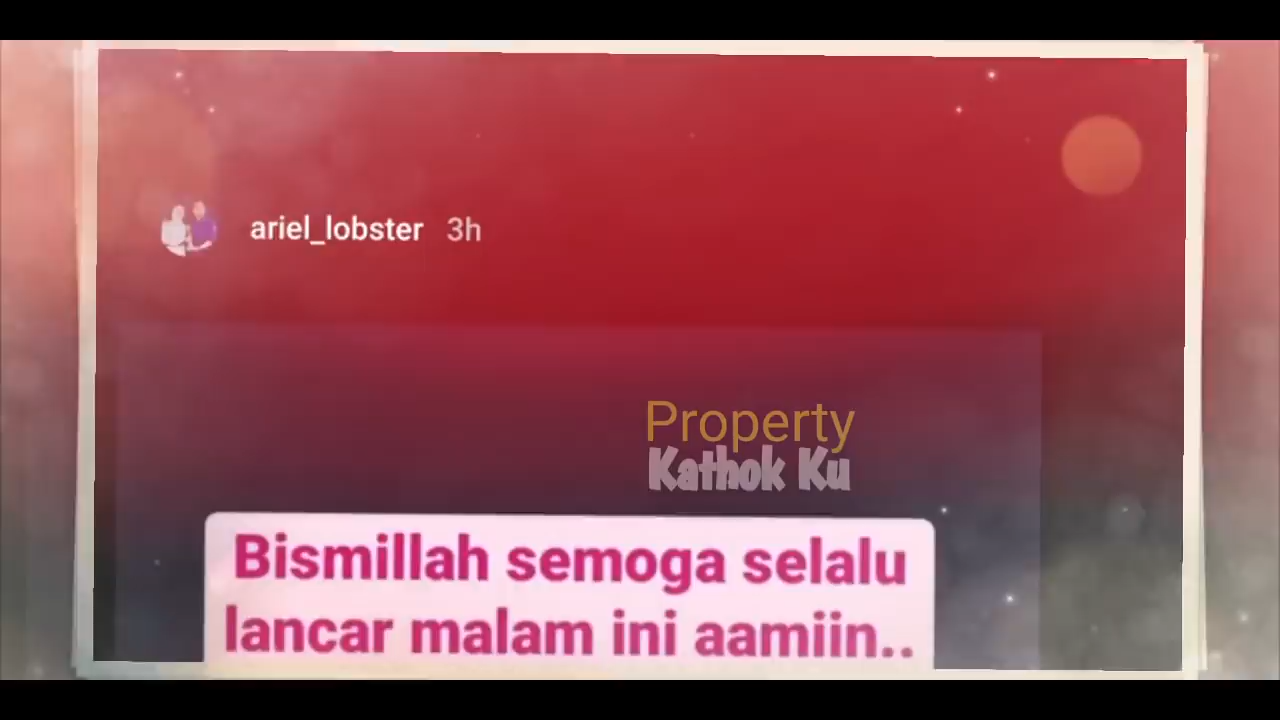 ariel_lobster 3h
Property
Kathok Ku
Bismillah semoga selalu
lancar malam ini aamiin..